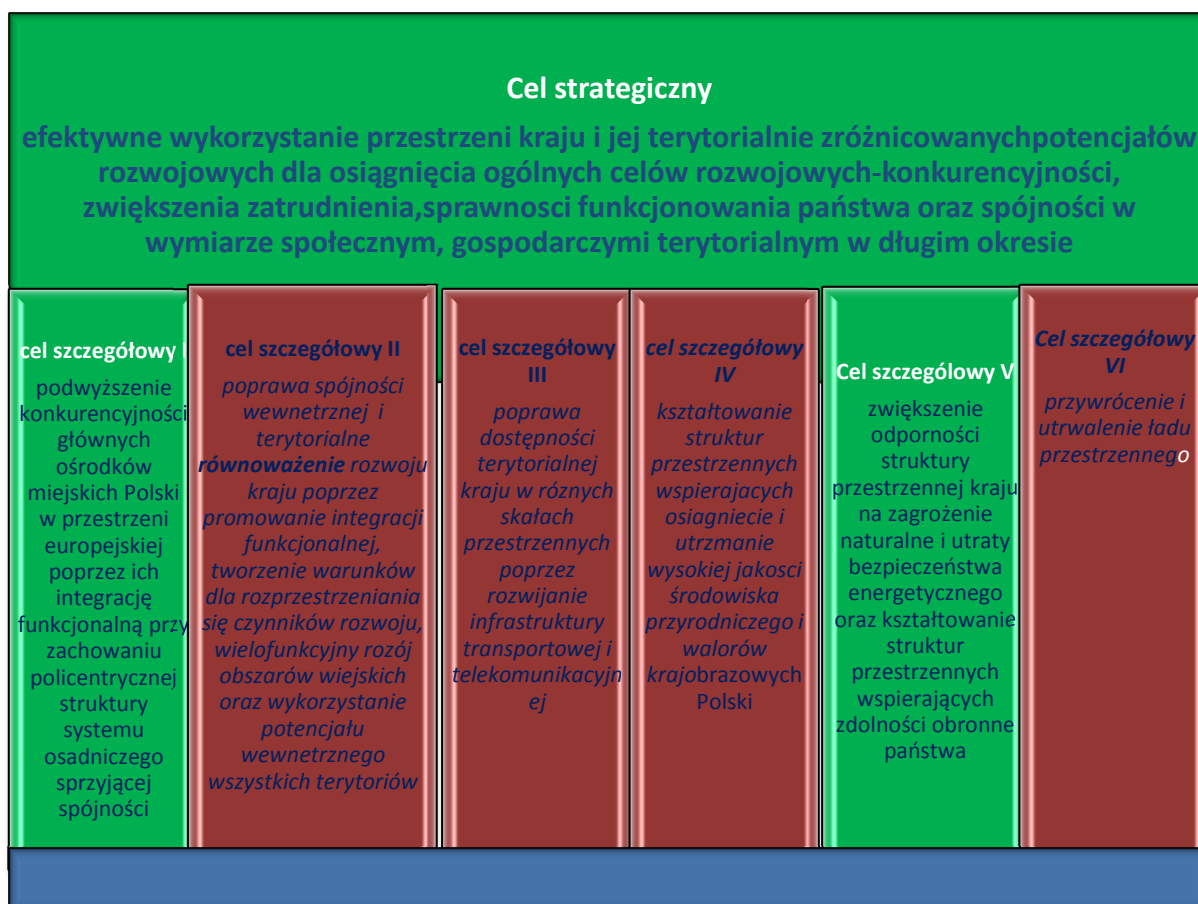 Cel strategiczny
efektywne wykorzystanie przestrzeni kraju i jej terytorialnie zróżnicowanychpotencjałów
rozwojowych dla osiągnięcia ogólnych celów rozwojowych-konkurencyjności,
zwiększenia zatrudnienia,sprawnosci funkcjonowania państwa oraz spójności w
wymiarze społecznym, gospodarczymi terytorialnym w długim okresie
cel szczegółowy I
podwyższenie
konkurencyjności
głównych
ośrodków
miejskich Polski
w przestrzeni
europejskiej
poprzez ich
integrację
funkcjonalną przy
zachowaniu
policentrycznej
struktury
systemu
osadniczego
sprzyjącej
spójności
cel szczegółowy II
poprawa spójności
wewnetrznej i
terytorialne
równoważenie rozwoju
kraju poprzez
promowanie integracji
funkcjonalnej,
tworzenie warunków
dla rozprzestrzeniania
się czynników rozwoju,
wielofunkcyjny rozój
obszarów wiejskich
oraz wykorzystanie
potencjału
wewnetrznego
wszystkich terytoriów
cel szczegółowy
III
poprawa
dostępności
terytorialnej
kraju w róznych
skałach
przestrzennych
poprzez
rozwijanie
infrastruktury
transportowej i
telekomunikacyjn
ej
cel szczegółowy
IV
kształtowanie
struktur
przestrzennych
wspierajacych
osiagniecie i
utrzmanie
wysokiej jakosci
środowiska
przyrodniczego i
walorów
krajobrazowych
Polski
Cel szczególowy V
zwiększenie
odporności
struktury
przestrzennej kraju
na zagrożenie
naturalne i utraty
bezpieczeństwa
energetycznego
oraz kształtowanie
struktur
przestrzennych
wspierających
zdolności obronne
państwa
Cel szczegółowy
VI
przywrócenie i
utrwalenie ładu
przestrzennego